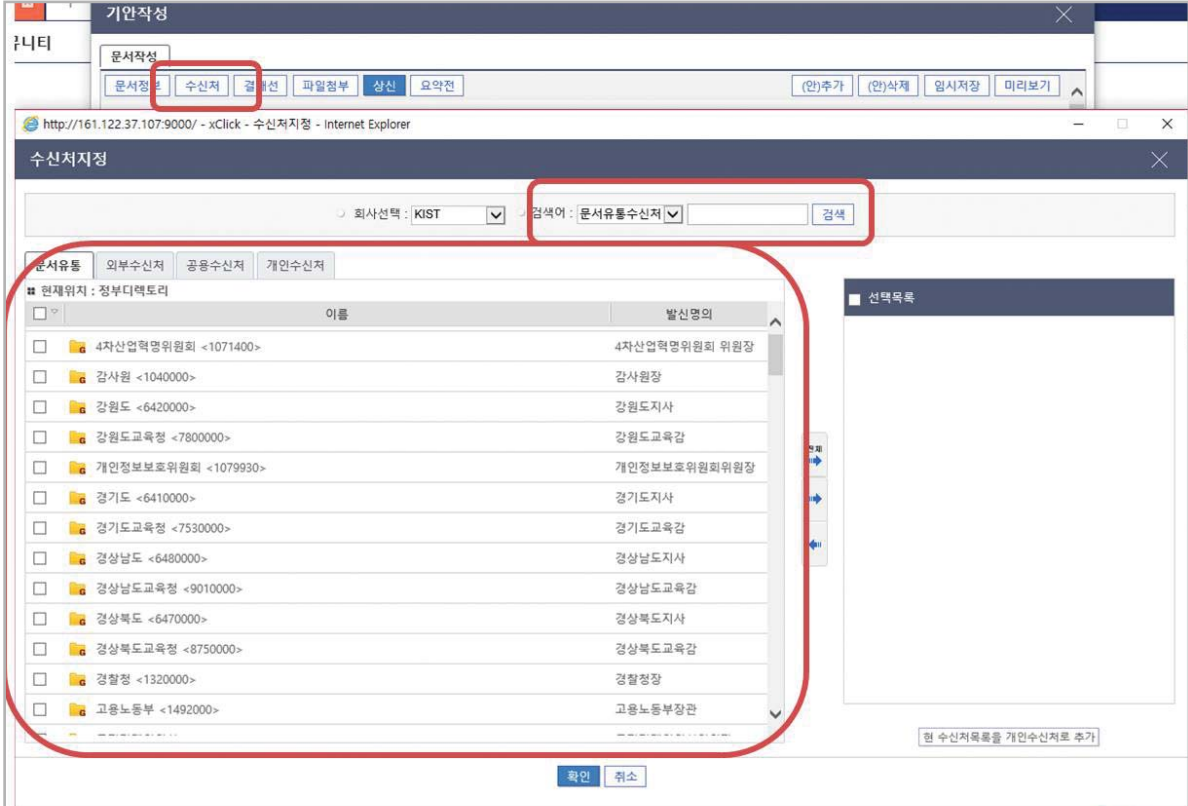 기안작성
뮤니티
문서작성
문서정보 수신처 결재선 파일첨부 상신 요약전 (안)추가 (안)삭제 임시저장 미리보기
http://161.122.37.107:9000/ - xClick - 수신처지정 - Internet Explorer
수신처지정
회사선택 : KIST 검색어 : 문서유통수신처 검색
문서유통 외부수신처 공용수신처 개인수신처
현재위치 : 정부디렉토리
선택목록
이름 발신명의
4차산업혁명위원회 <1071400> 4차산업혁명위원회 위원장
감사원 <1040000> 감사원장
강원도 <6420000> 강원도지사
강원도교육청 <7800000> 강원도교육감
개인정보보호위원회 <1079930> 개인정보보호위원회위원장
경기도 <6410000> 경기도지사
경기도교육청 <7530000> 경기도교육감
경상남도 <6480000> 경상남도지사
경상남도교육청 <9010000> 경상남도교육감
경상북도 <6470000> 경상북도지사
경상북도교육청 <8750000> 경상북도교육감
경찰청 <1320000> 경찰청장
고용노동부 <1492000> 고용노동부장관
현 수신처목록을 개인수신처로 추가
확인 취소